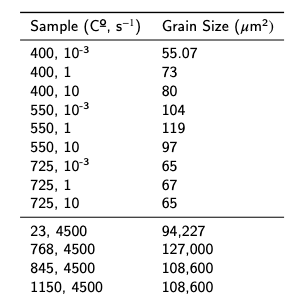 Sample (Cº, s⁻¹) Grain Size (μm²)
400, 10⁻³ 55.07
400, 1 73
400, 10 80
550, 10⁻³ 104
550, 1 119
550, 10 97
725, 10⁻³ 65
725, 1 67
725, 10 65
23, 4500 94,227
768, 4500 127,000
845, 4500 108,600
1150, 4500 108,600